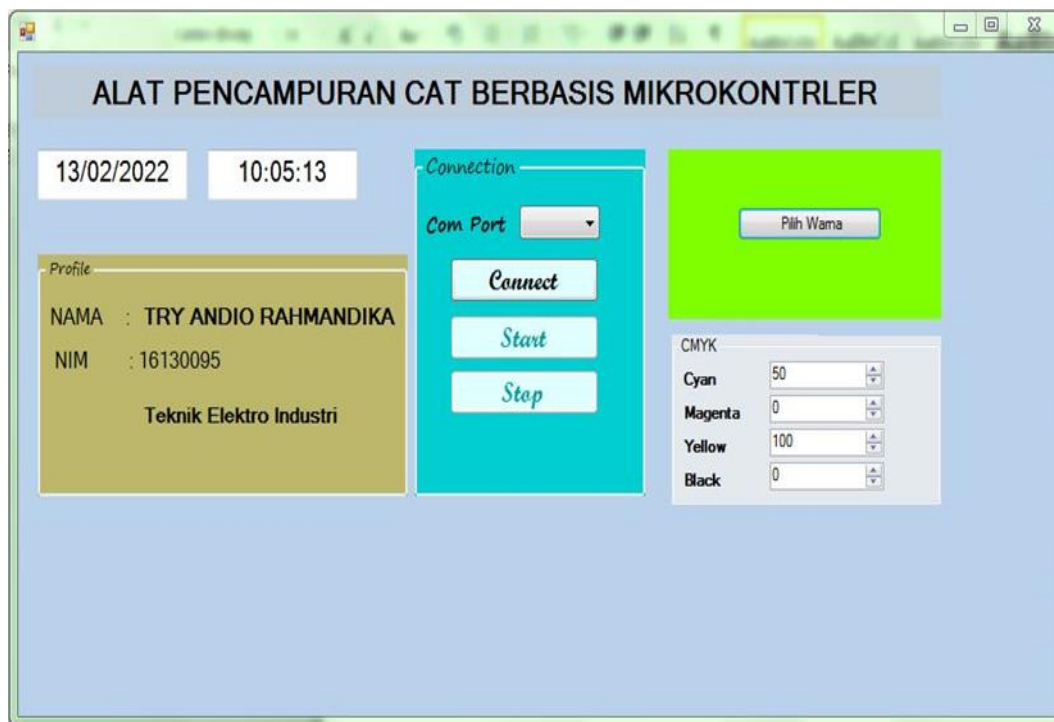 ALAT PENCAMPURAN CAT BERBASIS MIKROKONTRLER
13/02/2022
10:05:13
Profile
NAMA : TRY ANDIO RAHMANDIKA
NIM : 16130095
Teknik Elektro Industri
Connection
Com Port
Connect
Start
Stop
Pilih Warna
CMYK
Cyan 50
Magenta 0
Yellow 100
Black 0